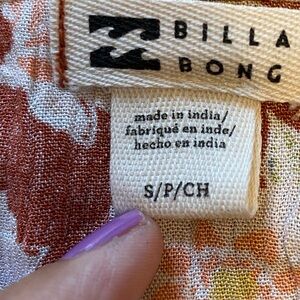 BILLA
BONG
made in india/
fabriqué en inde/
hecho en india
S/P/CH